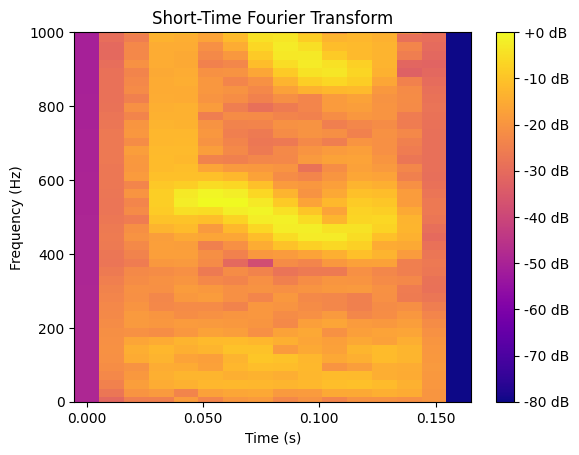 Short-Time Fourier Transform
1000
800
600
400
200
0
Frequency (Hz)
0.000
0.050
0.100
0.150
Time (s)
+0 dB
-10 dB
-20 dB
-30 dB
-40 dB
-50 dB
-60 dB
-70 dB
-80 dB